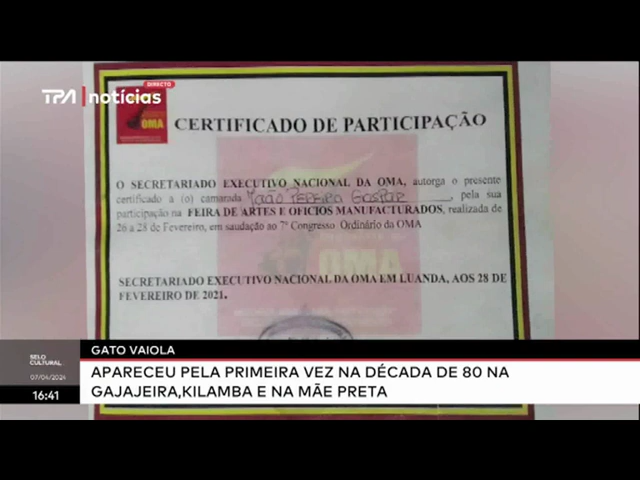 DIRECTO
TPA notícias
OMA
CERTIFICADO DE PARTICIPAÇÃO
O SECRETARIADO EXECUTIVO NACIONAL DA OMA, autorga o presente
certificado a (o) camarada João PEREIRA GASPAR, pela sua
participação na FEIRA DE ARTES E OFICIOS MANUFACTURADOS, realizada de
26 a 28 de Fevereiro, em saudação ao 7º Congresso Ordinário da OMA
OMA
SECRETARIADO EXECUTIVO NACIONAL DA OMA EM LUANDA, AOS 28 DE
FEVEREIRO DE 2021.
SELO
CULTURAL
07/04/2024
16:41
GATO VAIOLA
APARECEU PELA PRIMEIRA VEZ NA DÉCADA DE 80 NA
GAJAJEIRA,KILAMBA E NA MÃE PRETA